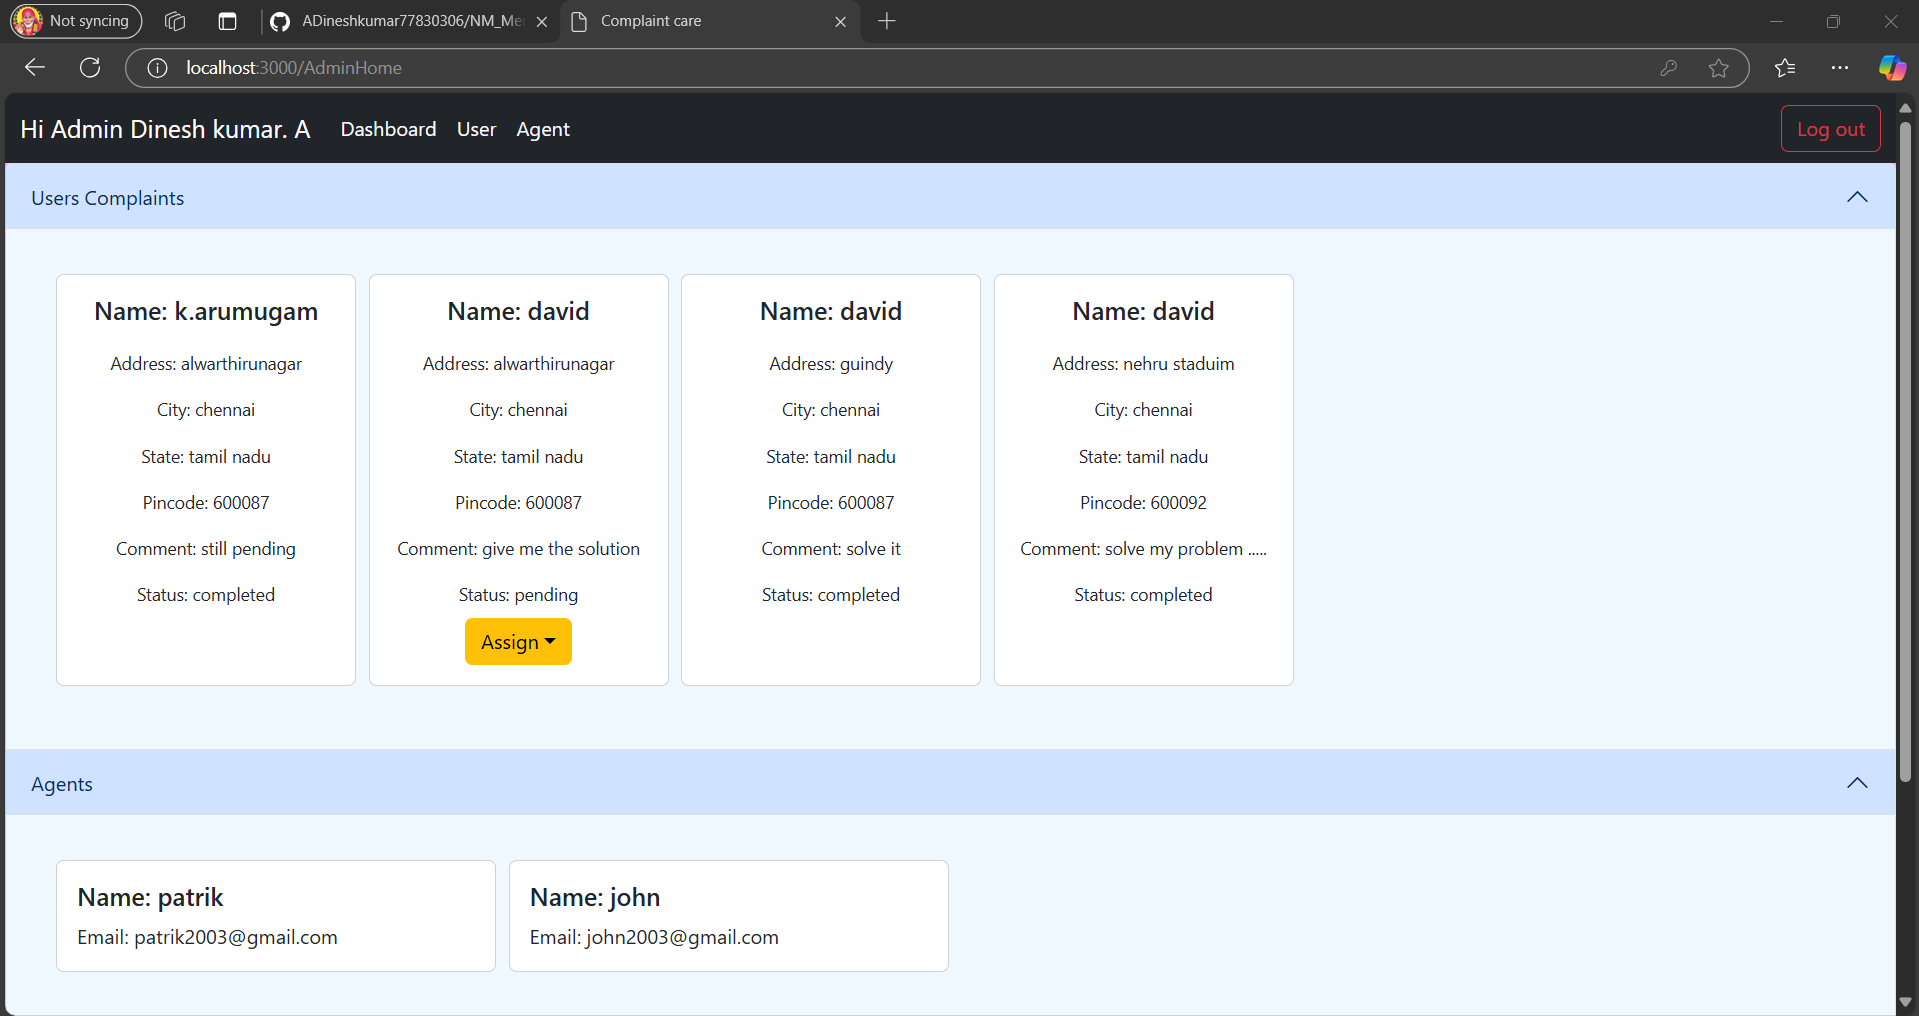 Not syncing
ADineshkumar77830306/NM_Me
Complaint care
localhost:3000/AdminHome
Hi Admin Dinesh kumar. A
Dashboard
User
Agent
Log out
Users Complaints
Name: k.arumugam
Address: alwarthirunagar
City: chennai
State: tamil nadu
Pincode: 600087
Comment: still pending
Status: completed
Name: david
Address: alwarthirunagar
City: chennai
State: tamil nadu
Pincode: 600087
Comment: give me the solution
Status: pending
Assign
Name: david
Address: guindy
City: chennai
State: tamil nadu
Pincode: 600087
Comment: solve it
Status: completed
Name: david
Address: nehru staduim
City: chennai
State: tamil nadu
Pincode: 600092
Comment: solve my problem .....
Status: completed
Agents
Name: patrik
Email: patrik2003@gmail.com
Name: john
Email: john2003@gmail.com